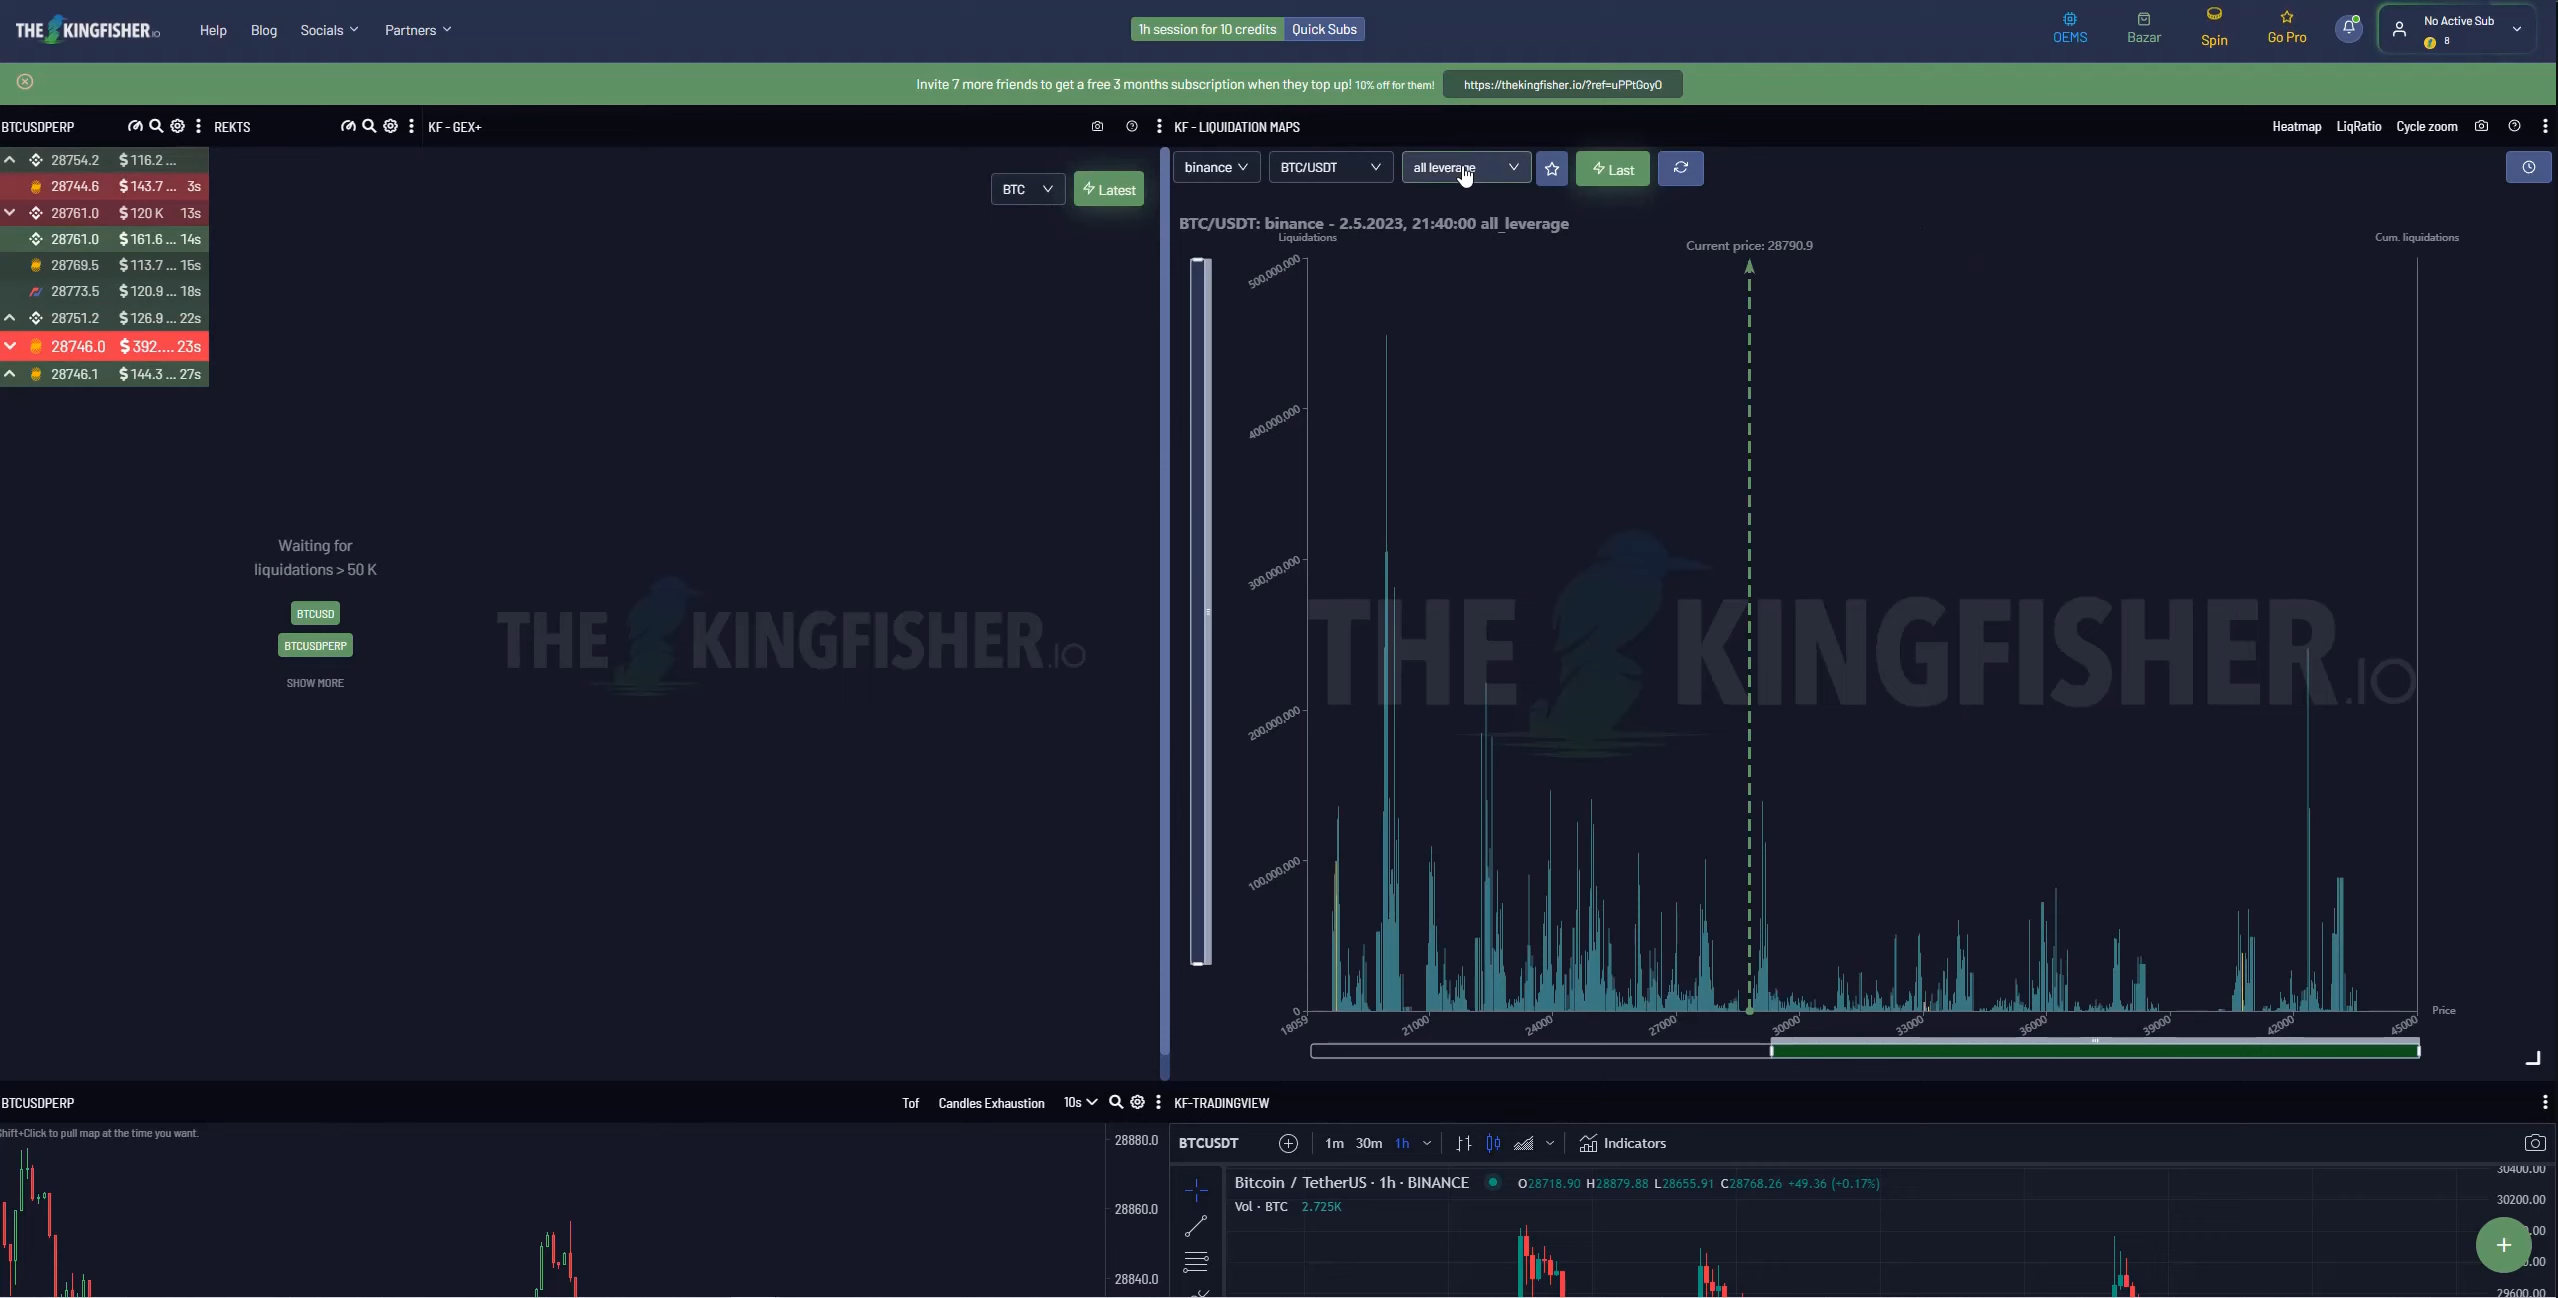 THE KINGFISHER.IO
Help Blog Socials Partners
1h session for 10 credits Quick Subs
OEMS Bazar Spin Go Pro
No Active Sub
8
Invite 7 more friends to get a free 3 months subscription when they top up! 10% off for them! https://thekingfisher.io/?ref=uPPtGoyO
BTCUSDPERP
REKTS
KF - GEX+
KF - LIQUIDATION MAPS
Heatmap LiqRatio Cycle zoom
28754.2 $116.2 ...
28744.6 $143.7 ... 3s
28761.0 $120 K 13s
28761.0 $161.6 ... 14s
28769.5 $113.7 ... 15s
28773.5 $120.9 ... 18s
28751.2 $126.9 ... 22s
28746.0 $392.... 23s
28746.1 $144.3 ... 27s
Waiting for
liquidations > 50 K
BTCUSD
BTCUSDPERP
SHOW MORE
BTC Latest
THE KINGFISHER.IO
binance BTC/USDT all leverage Last
BTC/USDT: binance - 2.5.2023, 21:40:00 all_leverage
Liquidations
Current price: 28790.9
Cum. liquidations
500,000,000
400,000,000
300,000,000
200,000,000
100,000,000
0
THE KINGFISHER.IO
18059 21000 24000 27000 30000 33000 36000 39000 42000 45000
Price
BTCUSDPERP
Tof Candles Exhaustion 10s
hift+Click to pull map at the time you want.
28880.0
28860.0
28840.0
KF-TRADINGVIEW
BTCUSDT 1m 30m 1h Indicators
Bitcoin / TetherUS · 1h · BINANCE O28718.90 H28879.88 L28655.91 C28768.26 +49.36 (+0.17%)
Vol · BTC 2.725K
30400.00
30200.00
.00
+
0.00
29600.00